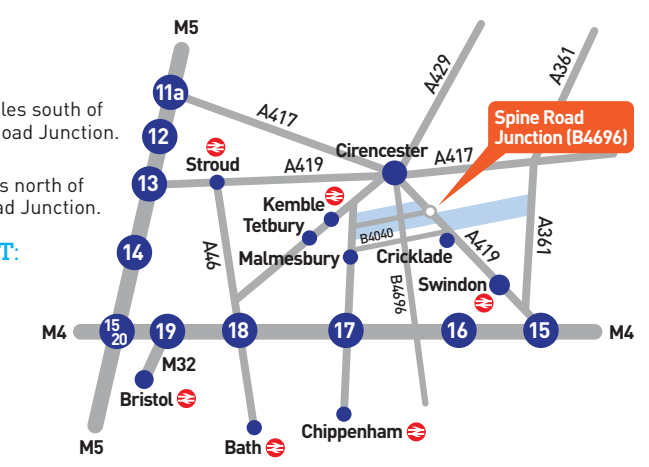 M5
A429
A361
11a
les south of
oad Junction.
12
A417
Spine Road
Junction (B4696)
Cirencester
A417
Stroud
A419
13
s north of
ad Junction.
Kemble
Tetbury
B4040
A361
T:
14
A46
Malmesbury
Cricklade
A419
B4696
Swindon
M4
15
20
19
18
17
16
15
M4
M32
Bristol
Chippenham
M5
Bath